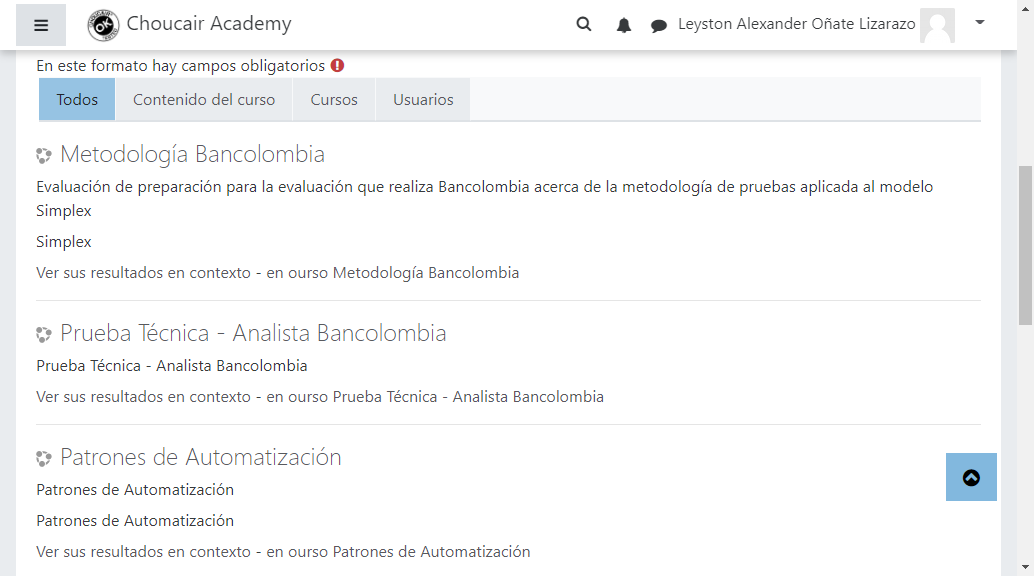 Choucair Academy
Leyston Alexander Oñate Lizarazo
En este formato hay campos obligatorios
Todos
Contenido del curso
Cursos
Usuarios
Metodología Bancolombia
Evaluación de preparación para la evaluación que realiza Bancolombia acerca de la metodología de pruebas aplicada al modelo
Simplex
Simplex
Ver sus resultados en contexto - en ourso Metodología Bancolombia
Prueba Técnica - Analista Bancolombia
Prueba Técnica - Analista Bancolombia
Ver sus resultados en contexto - en ourso Prueba Técnica - Analista Bancolombia
Patrones de Automatización
Patrones de Automatización
Patrones de Automatización
Ver sus resultados en contexto - en ourso Patrones de Automatización